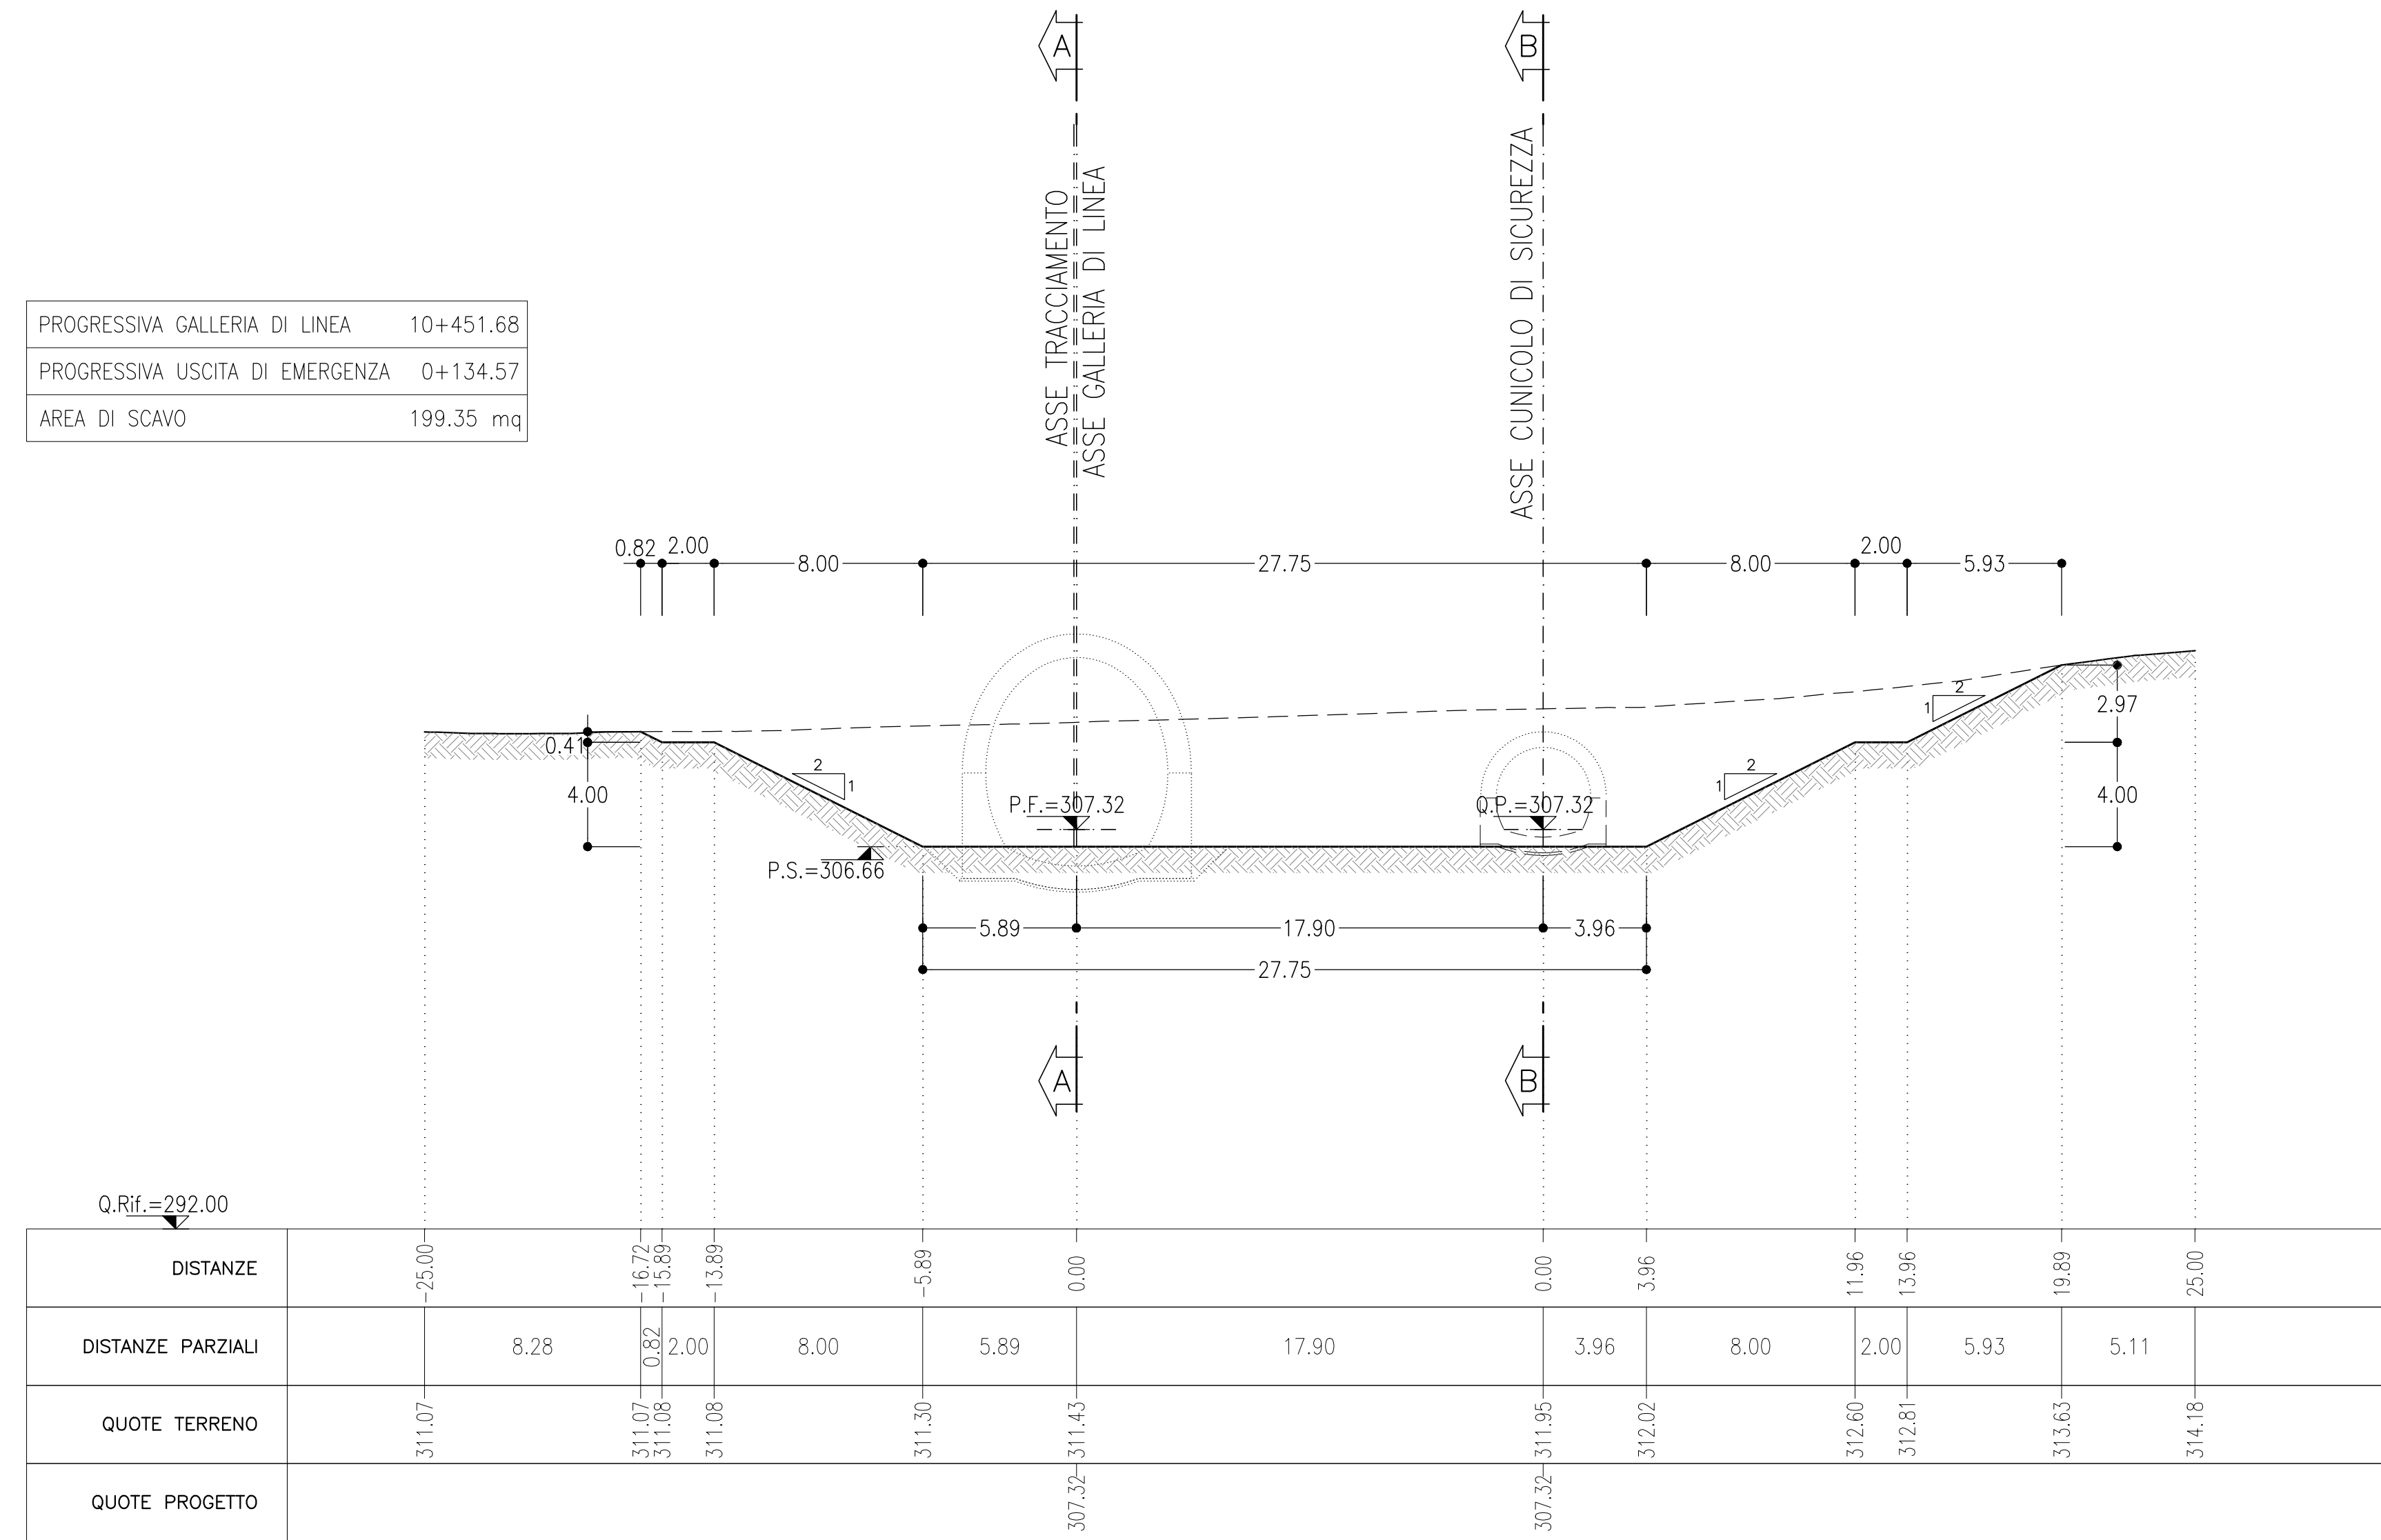 A
B
ASSE TRACCIAMENTO
ASSE GALLERIA DI LINEA
ASSE CUNICOLO DI SICUREZZA
PROGRESSIVA GALLERIA DI LINEA 10+451.68
PROGRESSIVA USCITA DI EMERGENZA 0+134.57
AREA DI SCAVO 199.35 mq
0.82 2.00 8.00 27.75 8.00 2.00 5.93
2
1
2.97
0.41
4.00
2
1
P.F.=307.32
Q.P.=307.32
2
1
4.00
P.S.=306.66
5.89 17.90 3.96
27.75
A
B
Q.Rif.=292.00
DISTANZE -25.00 -16.72 -15.89 -13.89 -5.89 0.00 0.00 3.96 11.96 13.96 19.89 25.00
DISTANZE PARZIALI 8.28 0.82 2.00 8.00 5.89 17.90 3.96 8.00 2.00 5.93 5.11
QUOTE TERRENO 311.07 311.07 311.08 311.08 311.30 311.43 311.95 312.02 312.60 312.81 313.63 314.18
QUOTE PROGETTO 307.32 307.32